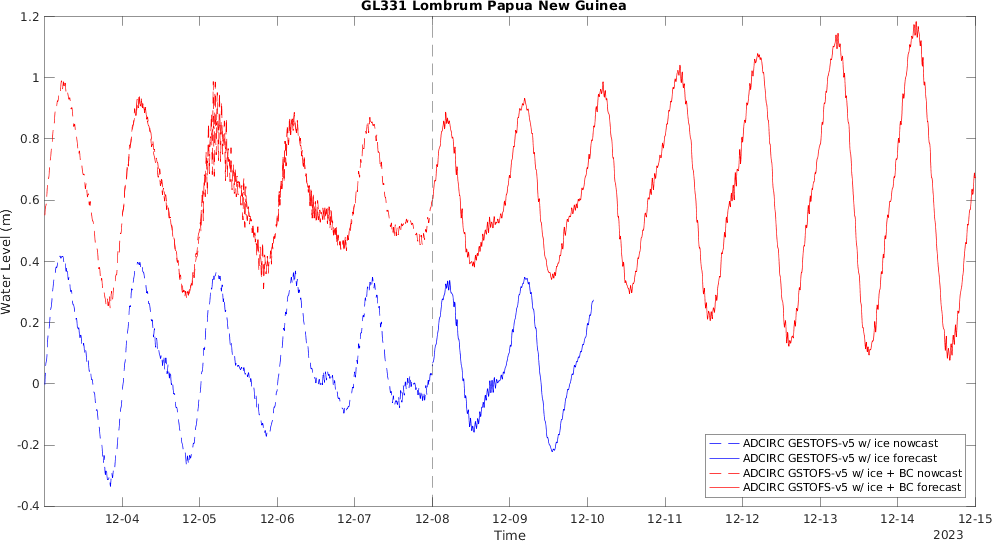 GL331 Lombrum Papua New Guinea
Water Level (m)
1.2
1
0.8
0.6
0.4
0.2
0
-0.2
-0.4
ADCIRC GESTOFS-v5 w/ ice nowcast
ADCIRC GESTOFS-v5 w/ ice forecast
ADCIRC GSTOFS-v5 w/ ice + BC nowcast
ADCIRC GSTOFS-v5 w/ ice + BC forecast
12-04 12-05 12-06 12-07 12-08 12-09 12-10 12-11 12-12 12-13 12-14 12-15
Time
2023